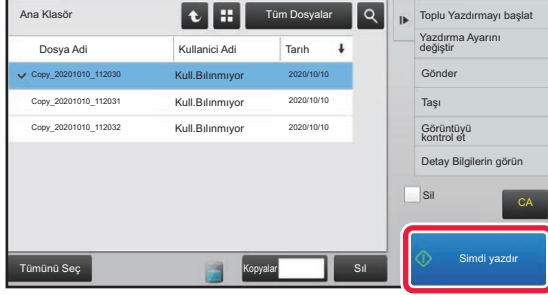 Ana Klasör
Tüm Dosyalar
Dosya Adi
Kullanici Adi
Tarıh
Copy_20201010_112030
Kull.Bılınmıyor
2020/10/10
Copy_20201010_112031
Kull.Bılınmıyor
2020/10/10
Copy_20201010_112032
Kull.Bılınmıyor
2020/10/10
Tümünü Seç
Kopyalar
Sıl
Toplu Yazdırmayı başlat
Yazdırma Ayarını
değiştir
Gönder
Taşı
Görüntüyü
kontrol et
Detay Bilgilerin görün
Sil
CA
Simdi yazdır